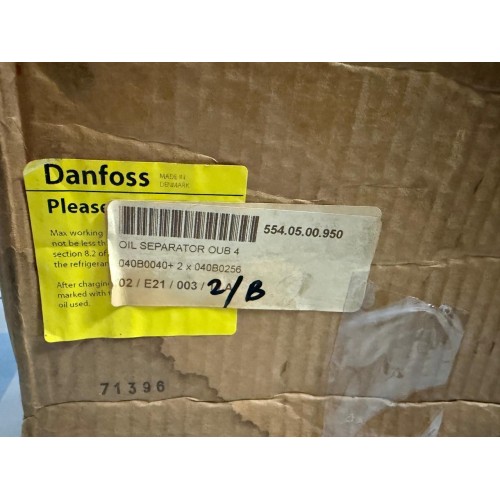 Danfoss
MADE IN
DENMARK
Please
Max working
not be less tha
section 8.2 of
the refrigeran
After charging
marked with t
oil used.
554.05.00.950
OIL SEPARATOR OUB 4
040B0040+ 2 x 040B0256
02 / E21 / 003 /
2/B
71396